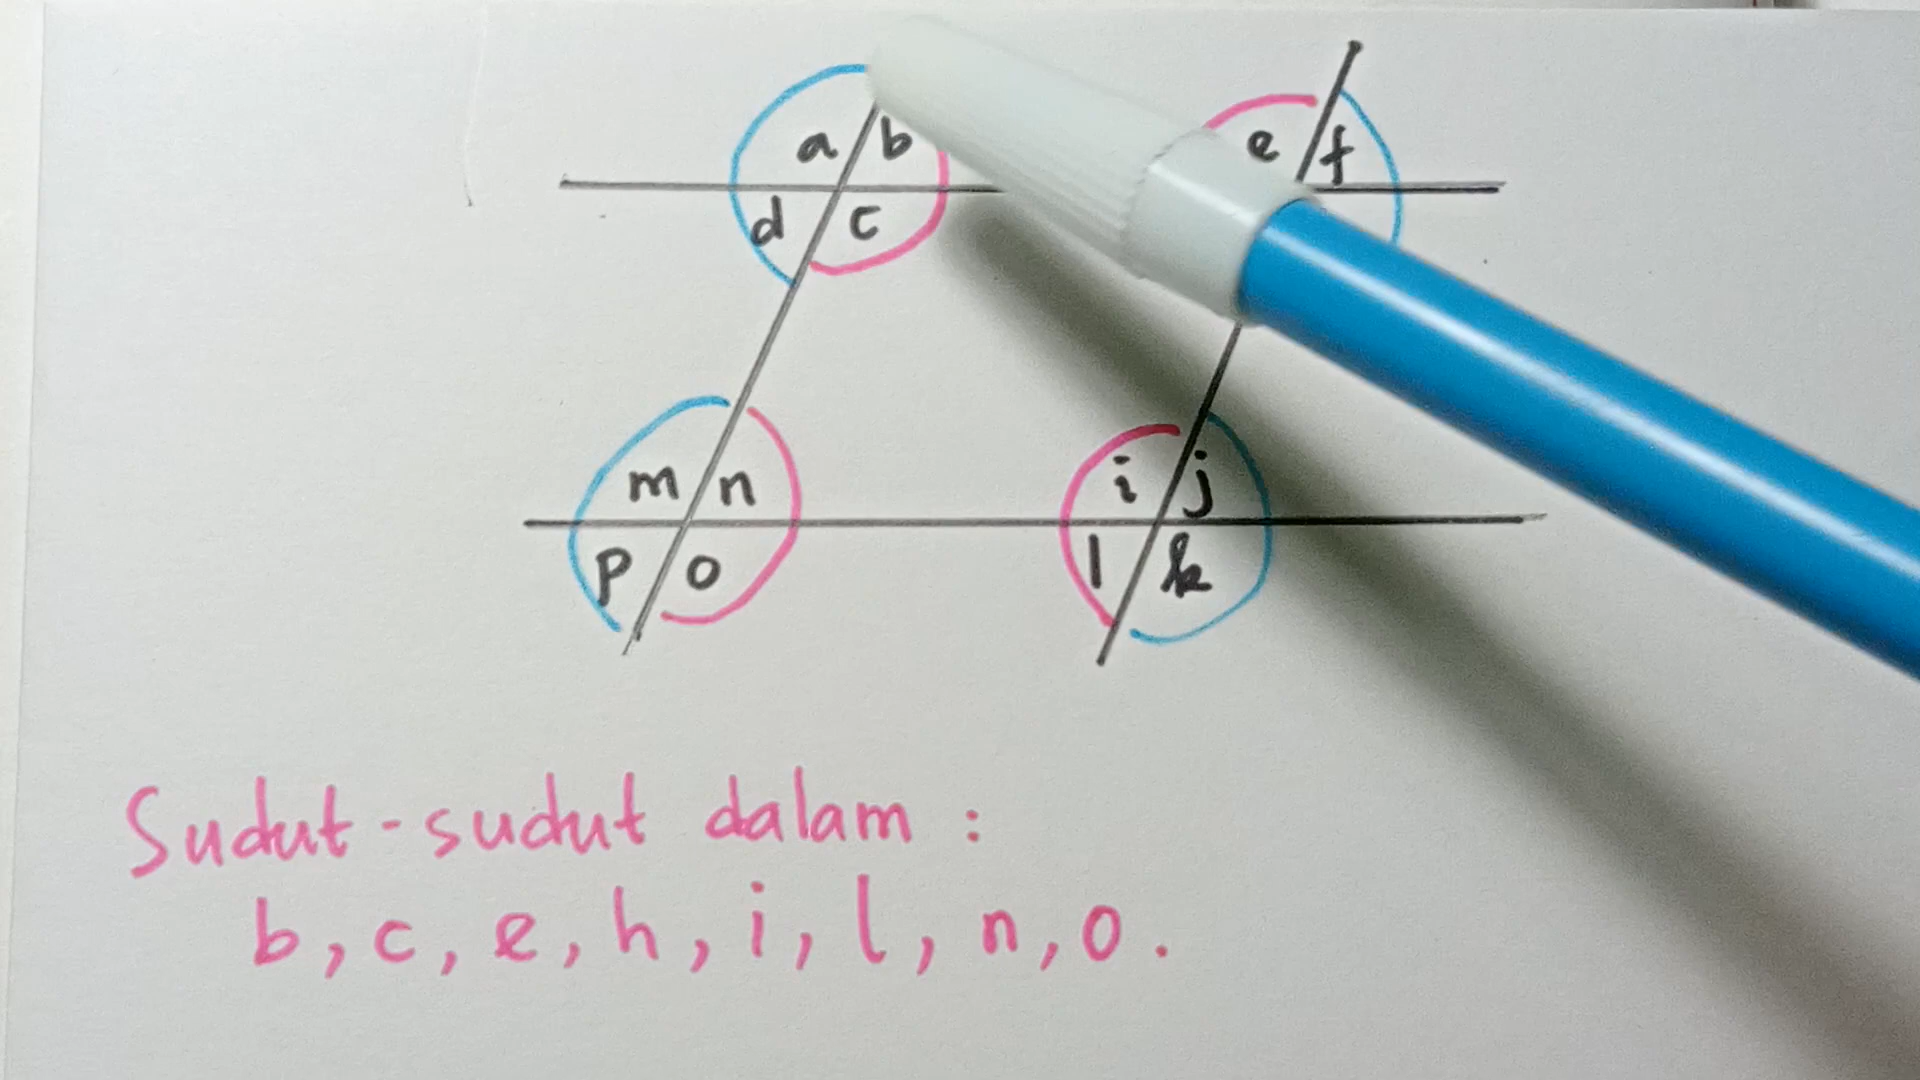 a b e f
d c
m n i j
p o l k
Sudut-sudut dalam :
b, c, e, h, i, l, n, o.